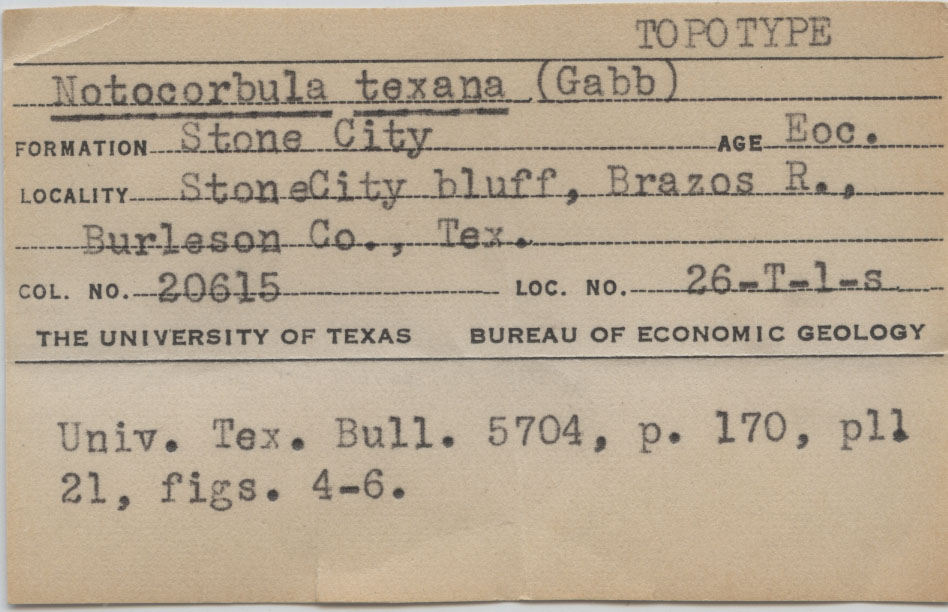 TOPOTYPE
Notocorbula texana (Gabb)
FORMATION Stone City AGE Eoc.
LOCALITY StoneCity bluff, Brazos R.,
Burleson Co., Tex.
COL. NO. 20615 LOC. NO. 26-T-1-s
THE UNIVERSITY OF TEXAS BUREAU OF ECONOMIC GEOLOGY
Univ. Tex. Bull. 5704, p. 170, pll
21, figs. 4-6.